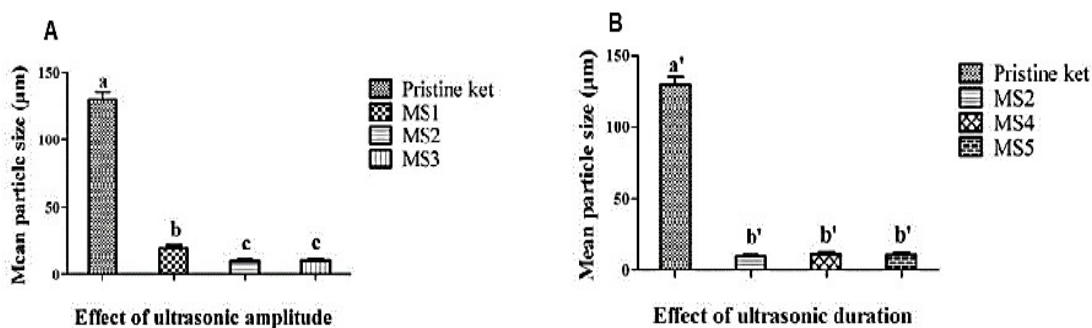 A
Mean particle size (µm)
150
100
50
0
a
b
c
c
Pristine ket
MS1
MS2
MS3
Effect of ultrasonic amplitude
B
Mean particle size (µm)
150
100
50
0
a'
b'
b'
b'
Pristine ket
MS2
MS4
MS5
Effect of ultrasonic duration